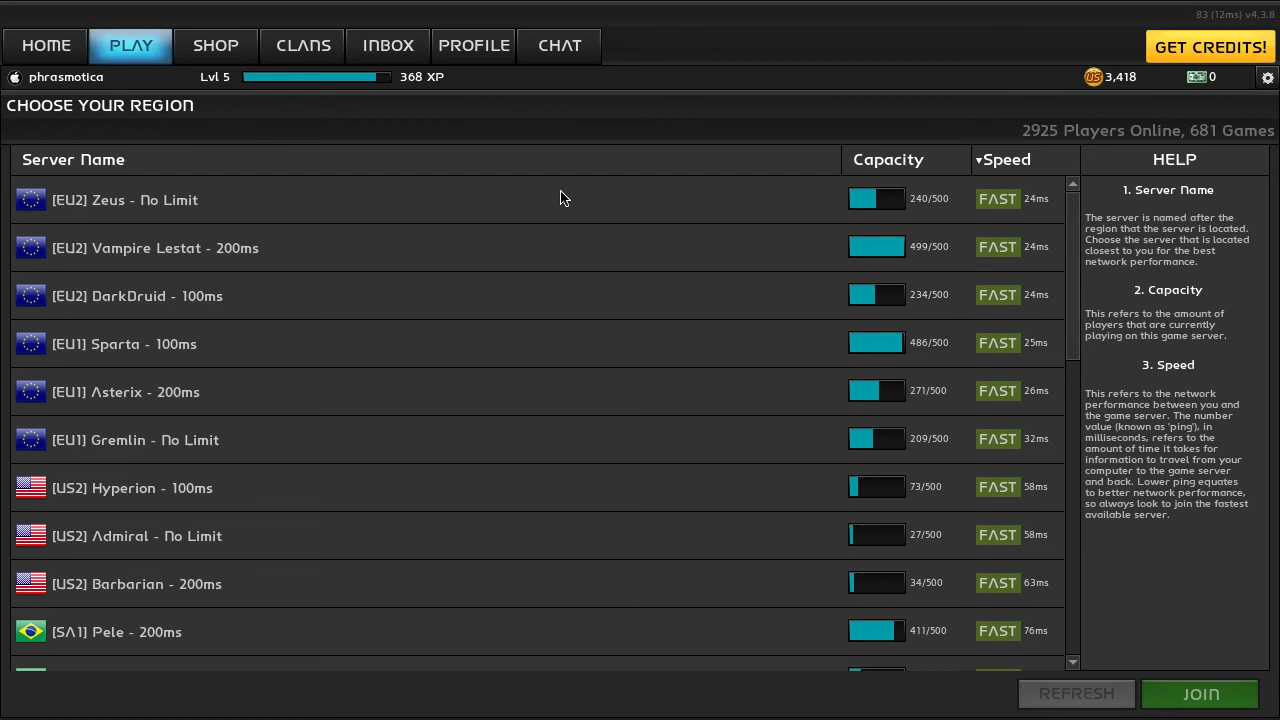 83 (12ms) v4.3.8
HOME PLAY SHOP CLANS INBOX PROFILE CHAT GET CREDITS!
phrasmotica Lvl 5 368 XP US 3,418 0
CHOOSE YOUR REGION
2925 Players Online, 681 Games
Server Name Capacity ▾Speed HELP
[EU2] Zeus - No Limit 240/500 FAST 24ms
[EU2] Vampire Lestat - 200ms 499/500 FAST 24ms
[EU2] DarkDruid - 100ms 234/500 FAST 24ms
[EU1] Sparta - 100ms 486/500 FAST 25ms
[EU1] Asterix - 200ms 271/500 FAST 26ms
[EU1] Gremlin - No Limit 209/500 FAST 32ms
[US2] Hyperion - 100ms 73/500 FAST 58ms
[US2] Admiral - No Limit 27/500 FAST 58ms
[US2] Barbarian - 200ms 34/500 FAST 63ms
[SA1] Pele - 200ms 411/500 FAST 76ms
1. Server Name
The server is named after the
region that the server is located.
Choose the server that is located
closest to you for the best
network performance.
2. Capacity
This refers to the amount of
players that are currently
playing on this game server.
3. Speed
This refers to the network
performance between you and
the game server. The number
value (known as 'ping'), in
milliseconds, refers to the
amount of time it takes for
information to travel from your
computer to the game server
and back. Lower ping equates
to better network performance,
so always look to join the fastest
available server.
REFRESH JOIN